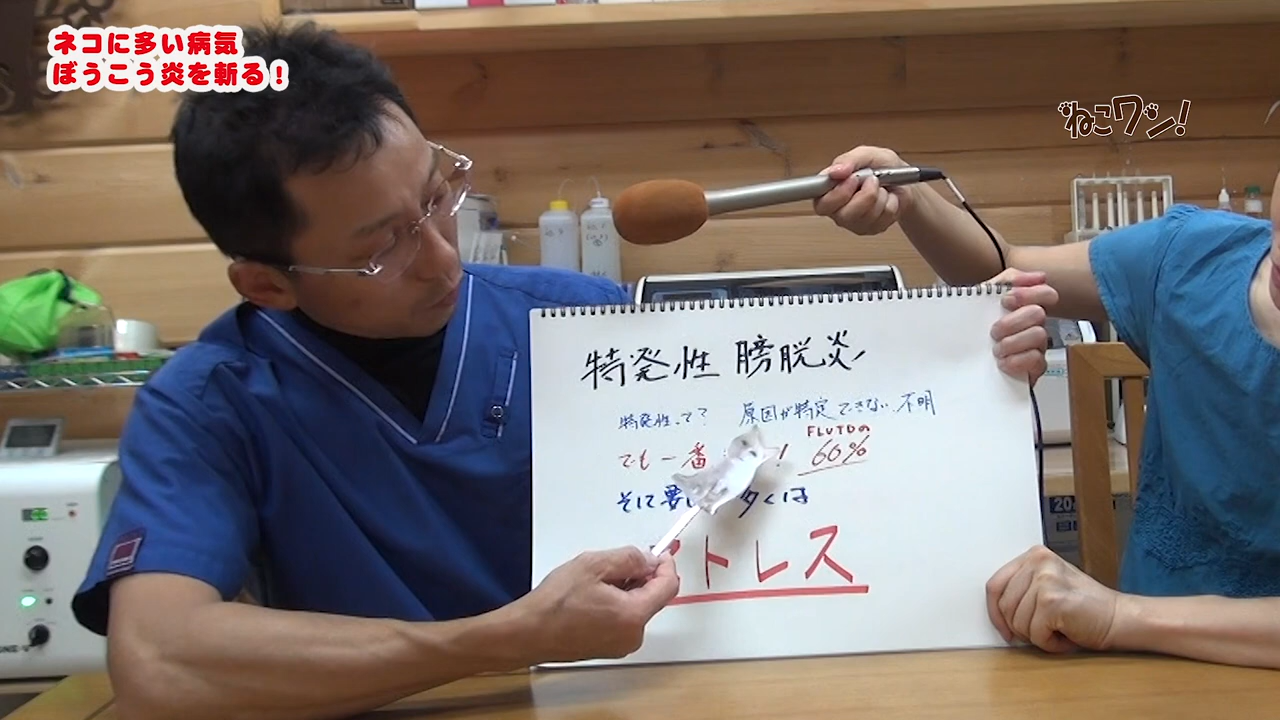 ネコに多い病気
ぼうこう炎を斬る!
ねこワン!
特発性 膀胱炎
特発性って? 原因が特定できない、不明
でも一番 ! FLUTDの 60%
多くは
ストレス